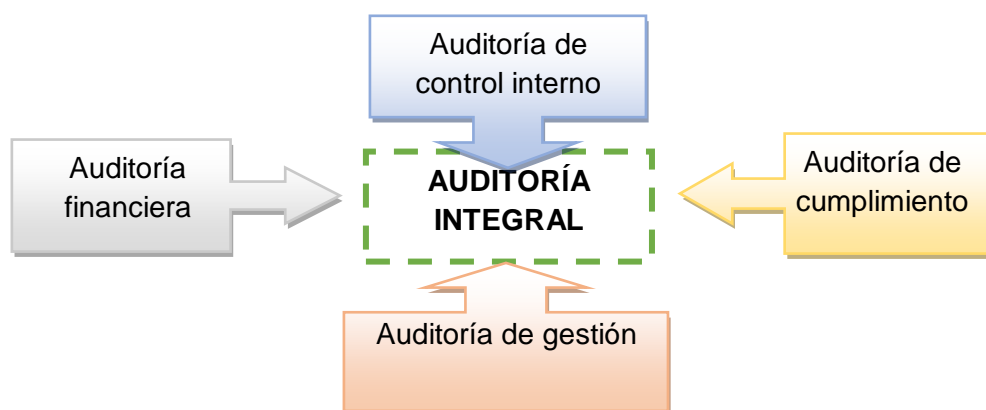 Auditoría de
control interno
Auditoría
financiera
AUDITORÍA
INTEGRAL
Auditoría de
cumplimiento
Auditoría de gestión